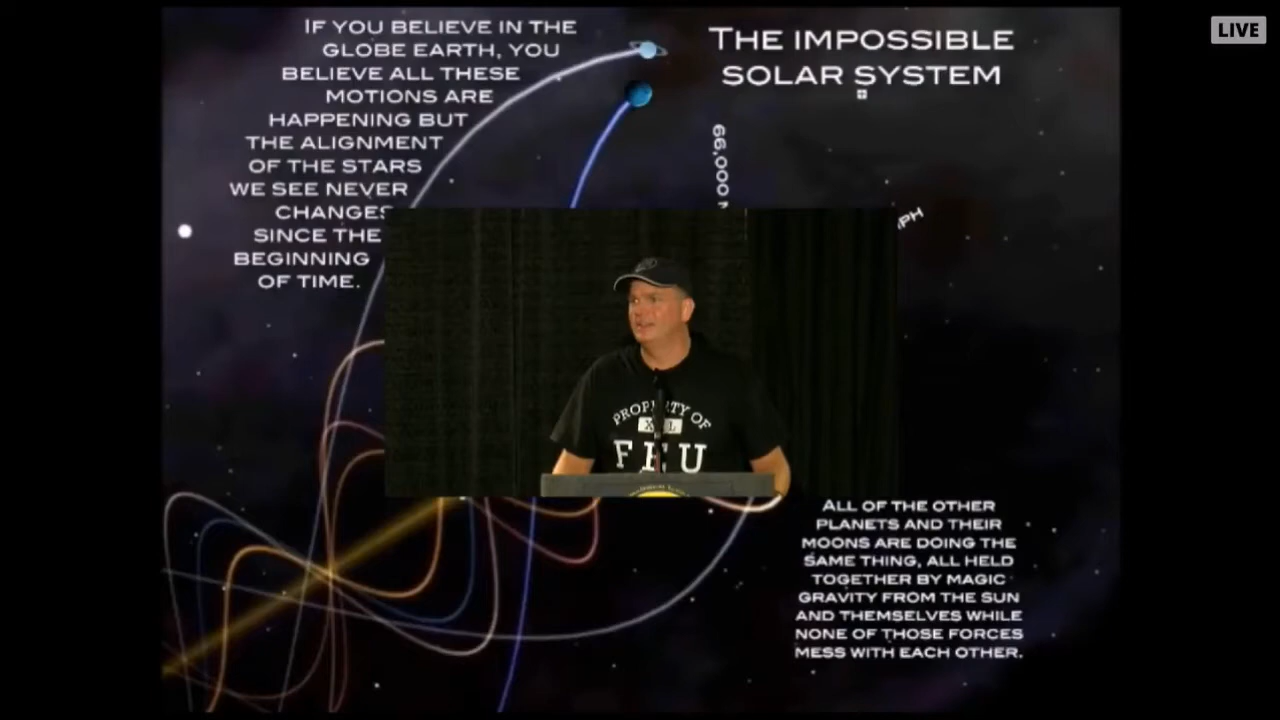 IF YOU BELIEVE IN THE
GLOBE EARTH, YOU
BELIEVE ALL THESE
MOTIONS ARE
HAPPENING BUT
THE ALIGNMENT
OF THE STARS
WE SEE NEVER
CHANGES
SINCE THE
BEGINNING
OF TIME.
THE IMPOSSIBLE
SOLAR SYSTEM
LIVE
66,000
PH
PROPERTY OF
F E U
ALL OF THE OTHER
PLANETS AND THEIR
MOONS ARE DOING THE
SAME THING, ALL HELD
TOGETHER BY MAGIC
GRAVITY FROM THE SUN
AND THEMSELVES WHILE
NONE OF THOSE FORCES
MESS WITH EACH OTHER.